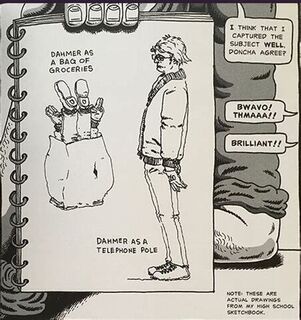 I THINK THAT I
CAPTURED THE
SUBJECT WELL,
DONCHA AGREE?
DAHMER AS
A BAG OF
GROCERIES
BWAVO!
THMAAA!!
BRILLIANT!!
DAHMER AS A
TELEPHONE POLE
NOTE: THESE ARE
ACTUAL DRAWINGS
FROM MY HIGH SCHOOL
SKETCHBOOK.